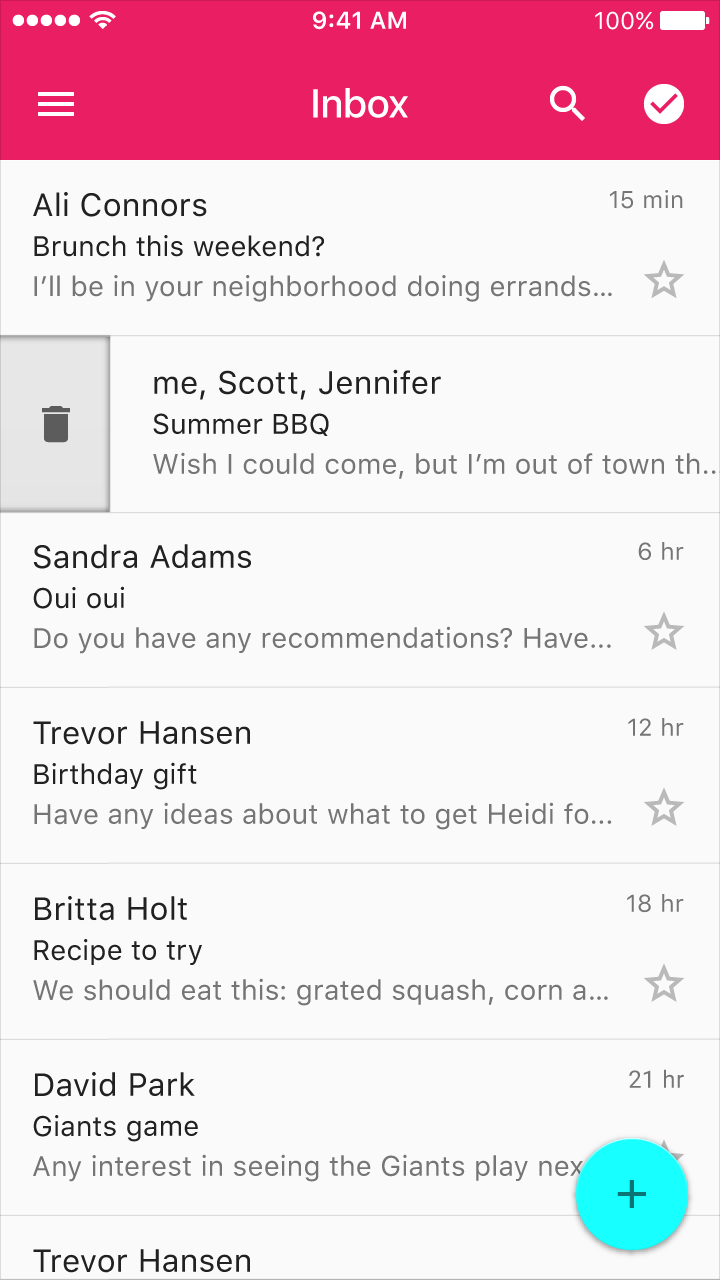 9:41 AM 100%
Inbox
Ali Connors 15 min
Brunch this weekend?
I’ll be in your neighborhood doing errands...
me, Scott, Jennifer
Summer BBQ
Wish I could come, but I’m out of town th...
Sandra Adams 6 hr
Oui oui
Do you have any recommendations? Have...
Trevor Hansen 12 hr
Birthday gift
Have any ideas about what to get Heidi fo...
Britta Holt 18 hr
Recipe to try
We should eat this: grated squash, corn a...
David Park 21 hr
Giants game
Any interest in seeing the Giants play nex
Trevor Hansen